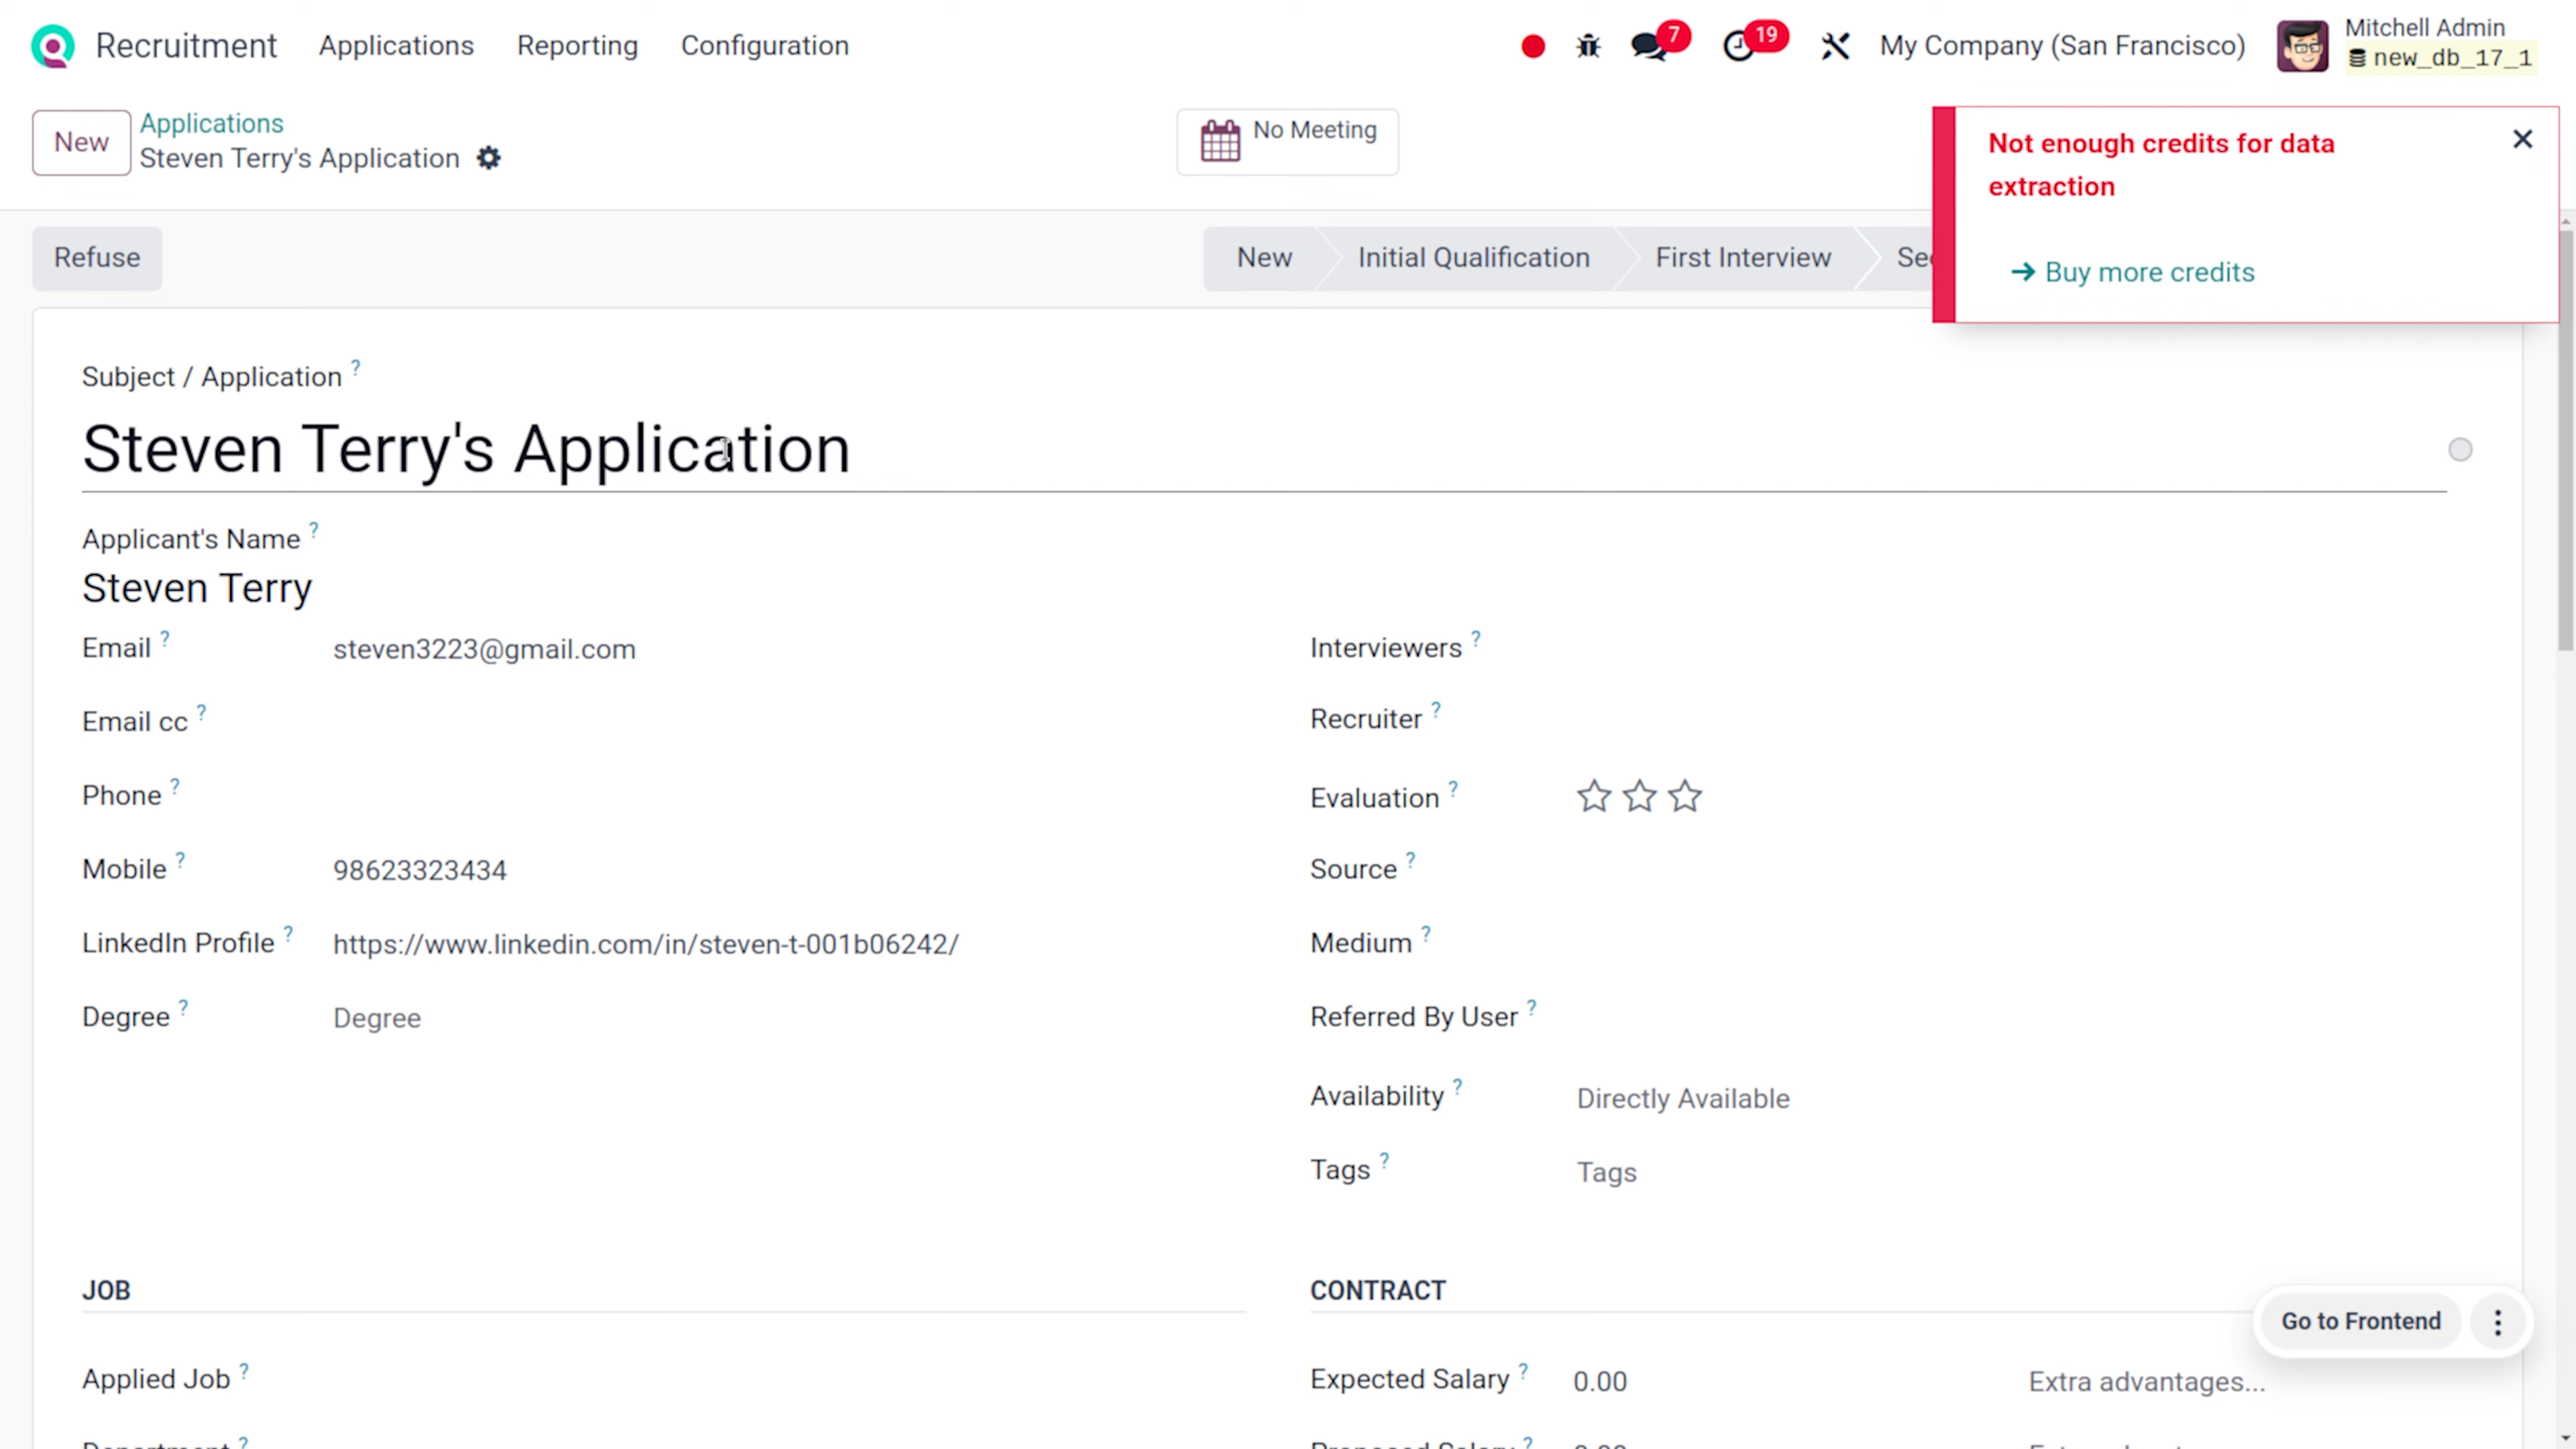 Recruitment Applications Reporting Configuration 7 19 My Company (San Francisco) Mitchell Admin
new_db_17_1
New Applications
Steven Terry's Application
No Meeting
Not enough credits for data
extraction
Buy more credits
Refuse New Initial Qualification First Interview
Subject / Application ?
Steven Terry's Application
Applicant's Name ?
Steven Terry
Email ? steven3223@gmail.com Interviewers ?
Email cc ? Recruiter ?
Phone ? Evaluation ?
Mobile ? 98623323434 Source ?
LinkedIn Profile ? https://www.linkedin.com/in/steven-t-001b06242/ Medium ?
Degree ? Degree Referred By User ?
Availability ? Directly Available
Tags ? Tags
JOB CONTRACT
Go to Frontend
Applied Job ? Expected Salary ? 0.00 Extra advantages...